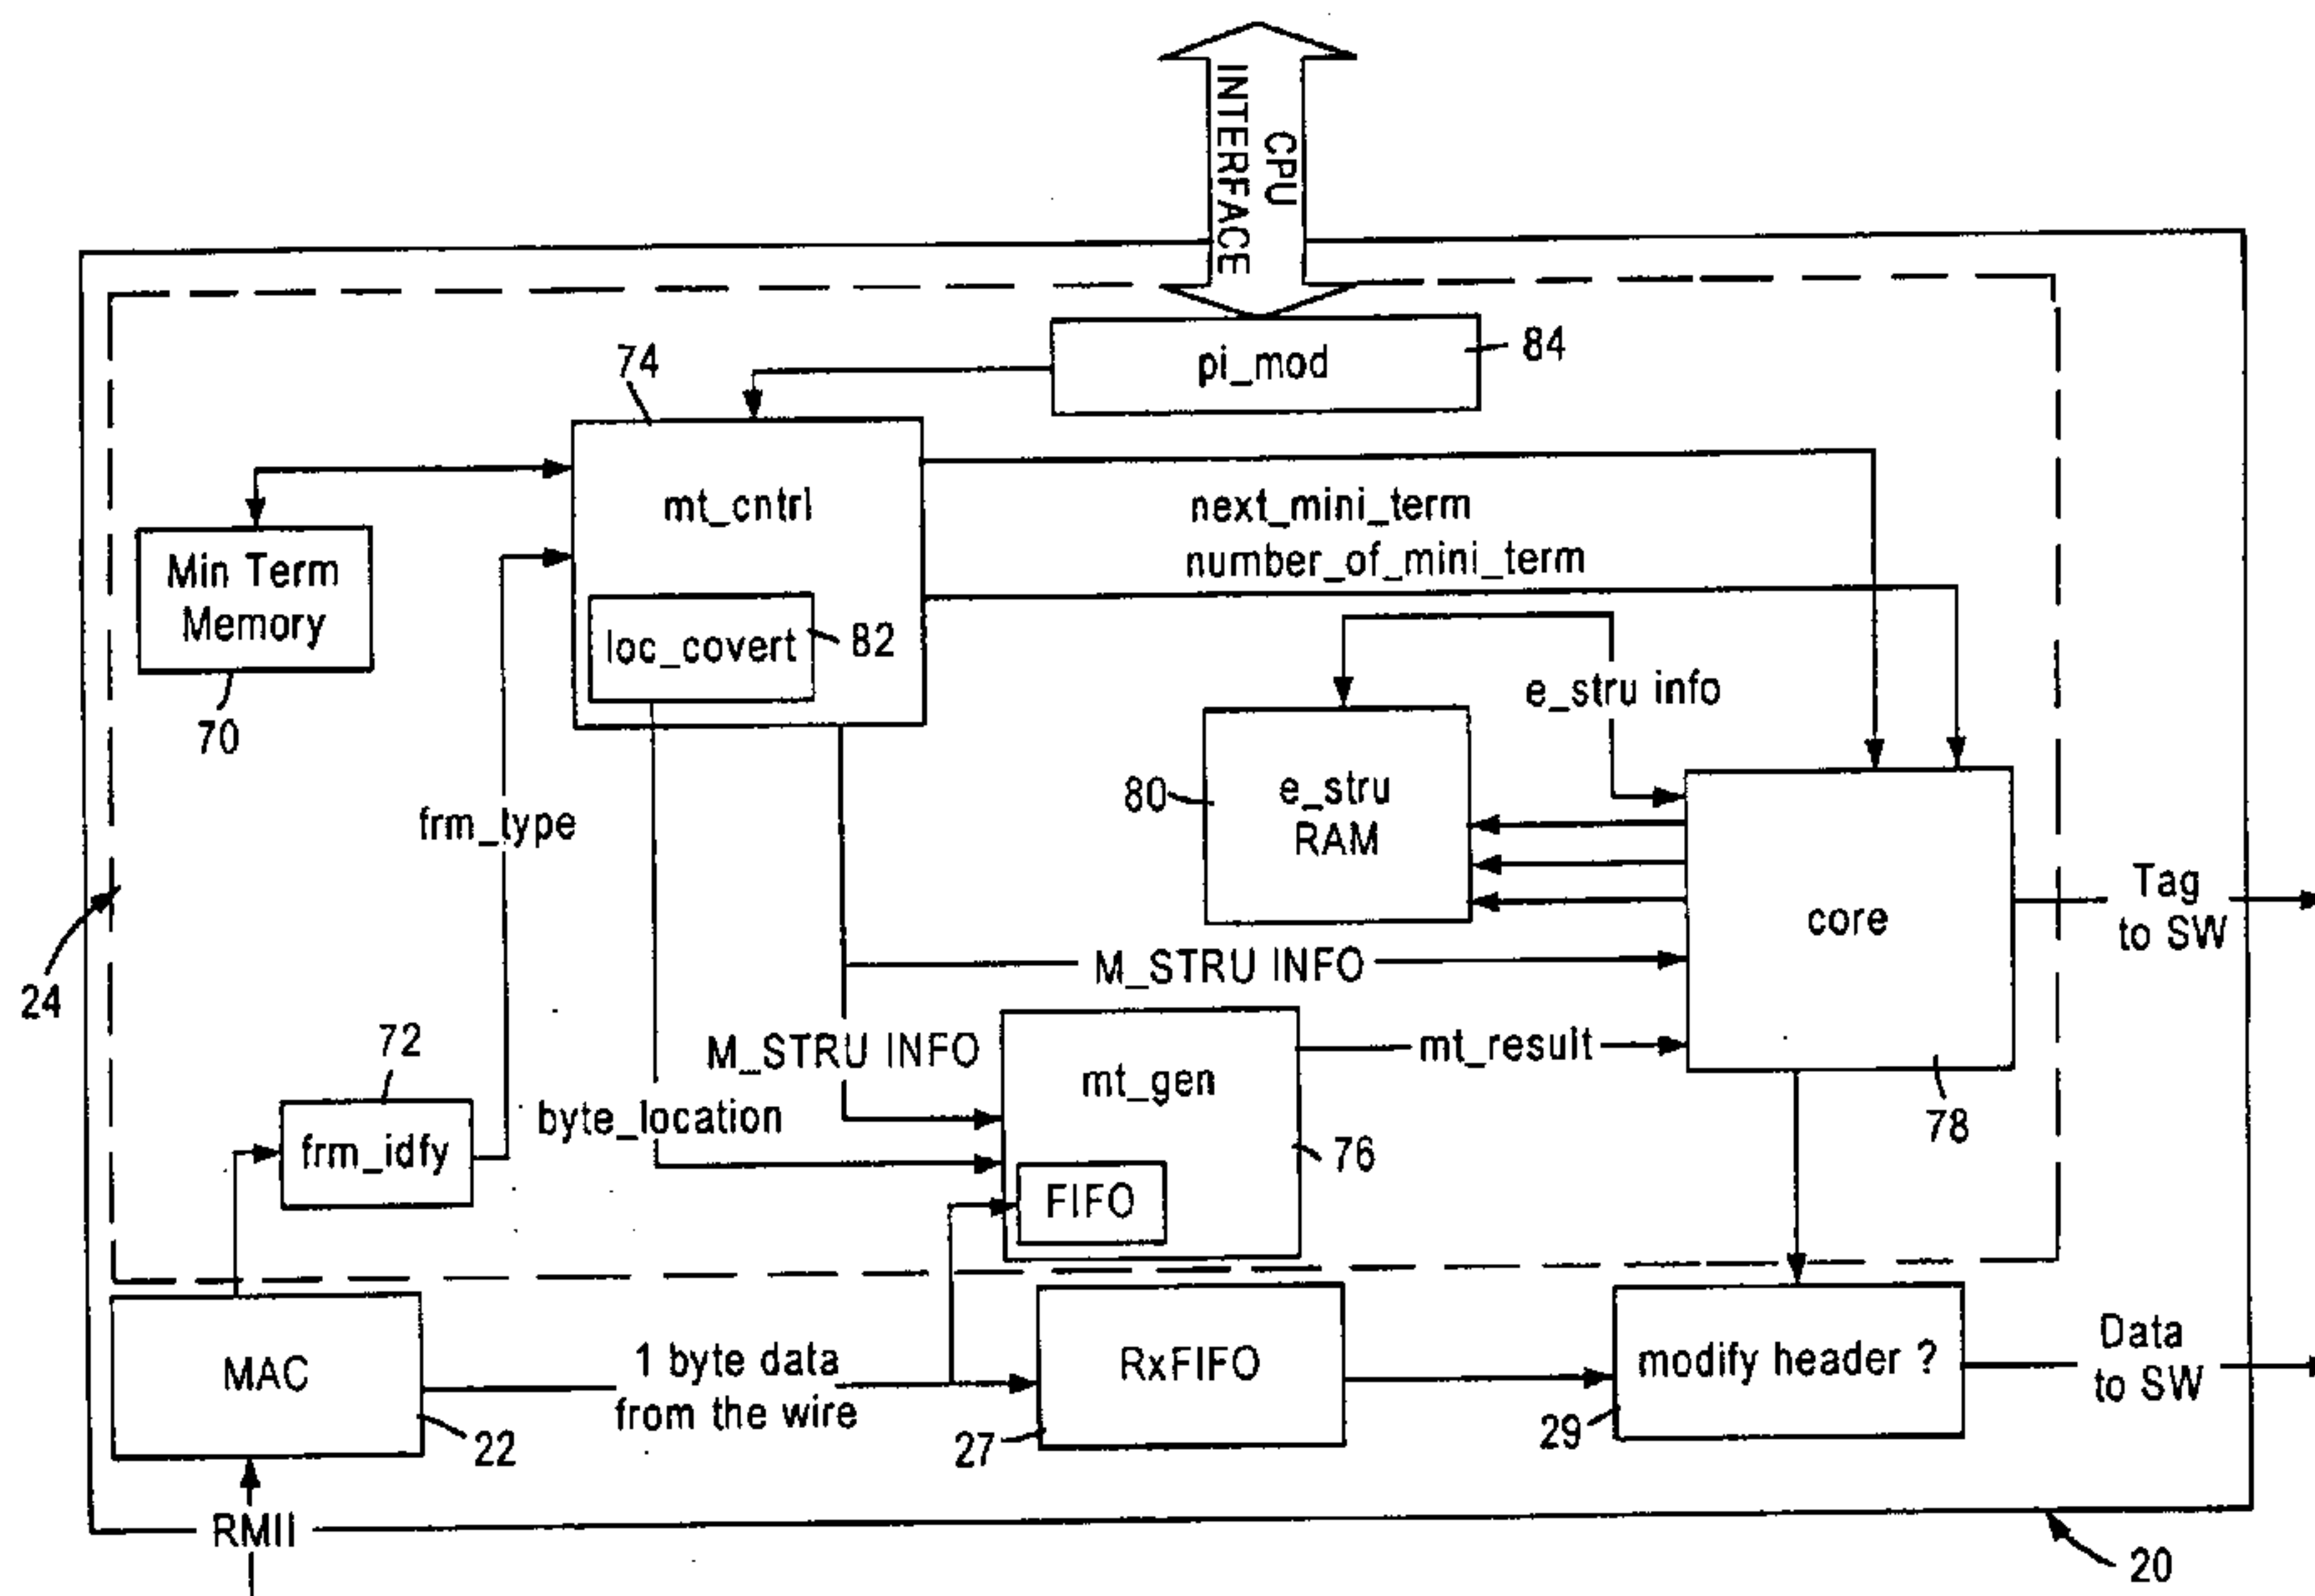 CPU
INTERFACE
pi_mod
84
74
mt_cntrl
next_mini_term
number_of_mini_term
Min Term
Memory
70
loc_covert
82
e_stru info
80
e_stru
RAM
frm_type
core
Tag
to SW
24
M_STRU INFO
72
M_STRU INFO
mt_result
mt_gen
78
frm_idfy
byte_location
76
FIFO
MAC
1 byte data
from the wire
RxFIFO
modify header ?
Data
to SW
22
27
29
RMII
20